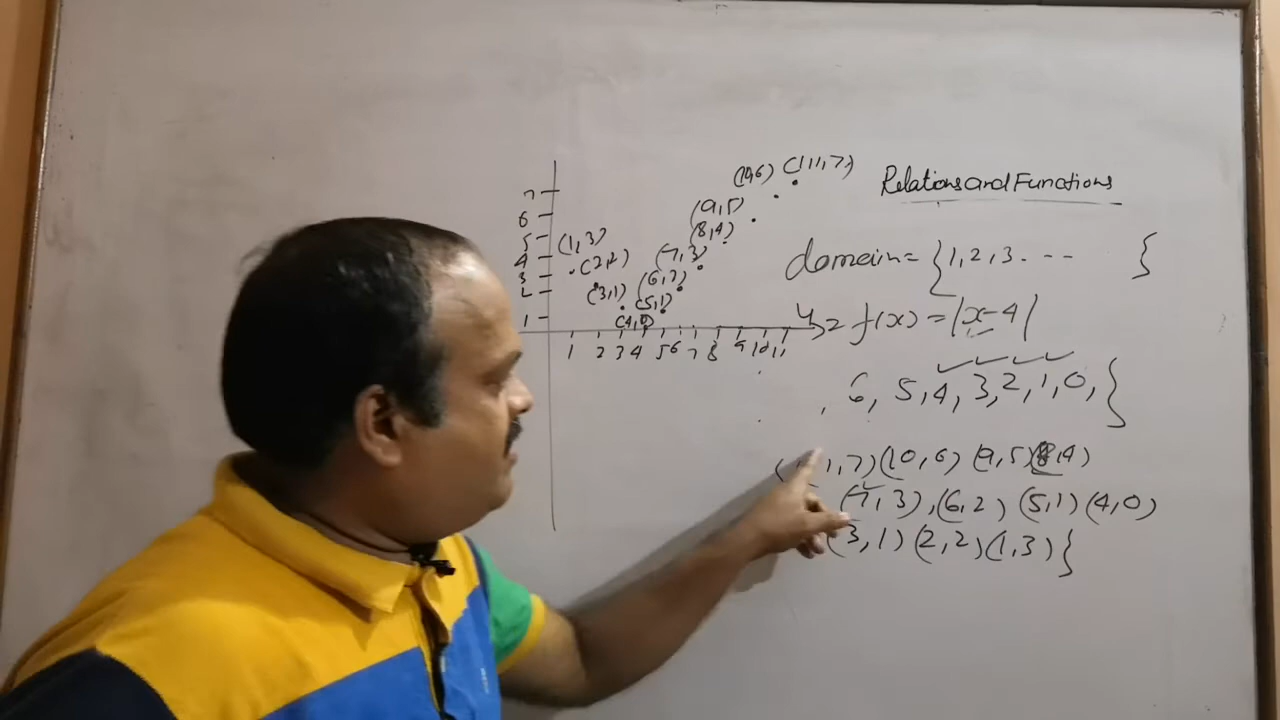 Relations and Functions
domain = {1, 2, 3 . - - }
y = f(x) = |x-4|
6, 5, 4, 3, 2, 1, 0, }
1, 7) (10, 6) (9, 5) (8, 4)
(7, 3), (6, 2) (5, 1) (4, 0)
(3, 1) (2, 2) (1, 3) }
(10, 6) (11, 7)
(9, 5)
(8, 4)
(1, 3) (2, 2) (7, 3)
(3, 1) (6, 2)
(5, 1)
(4, 0)
7
6
5
4
3
2
1
1 2 3 4 5 6 7 8 9 10 11